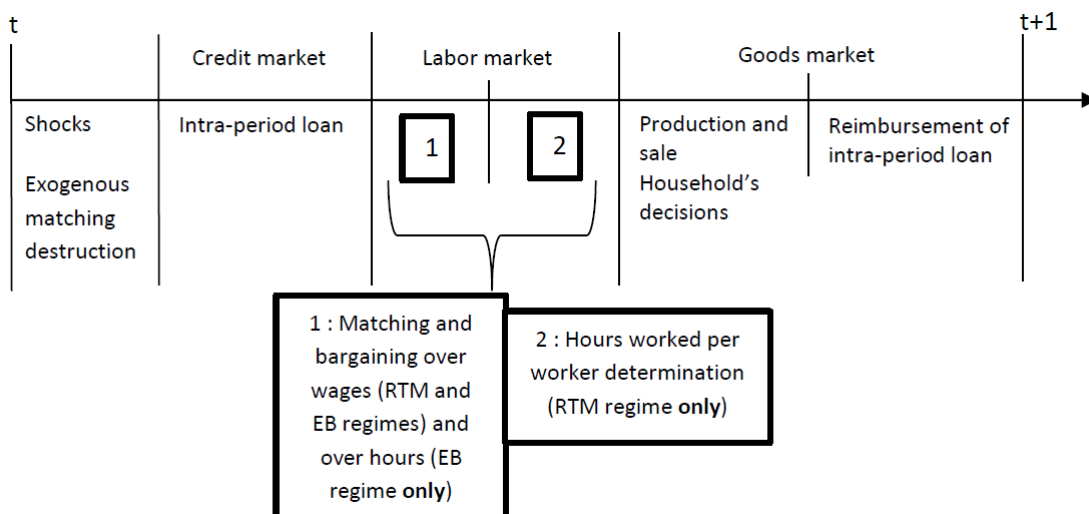 t
t+1
Credit market
Labor market
Goods market
Shocks
Exogenous
matching
destruction
Intra-period loan
1
2
Production and
sale
Household’s
decisions
Reimbursement of
intra-period loan
1 : Matching and
bargaining over
wages (RTM and
EB regimes) and
over hours (EB
regime only)
2 : Hours worked per
worker determination
(RTM regime only)